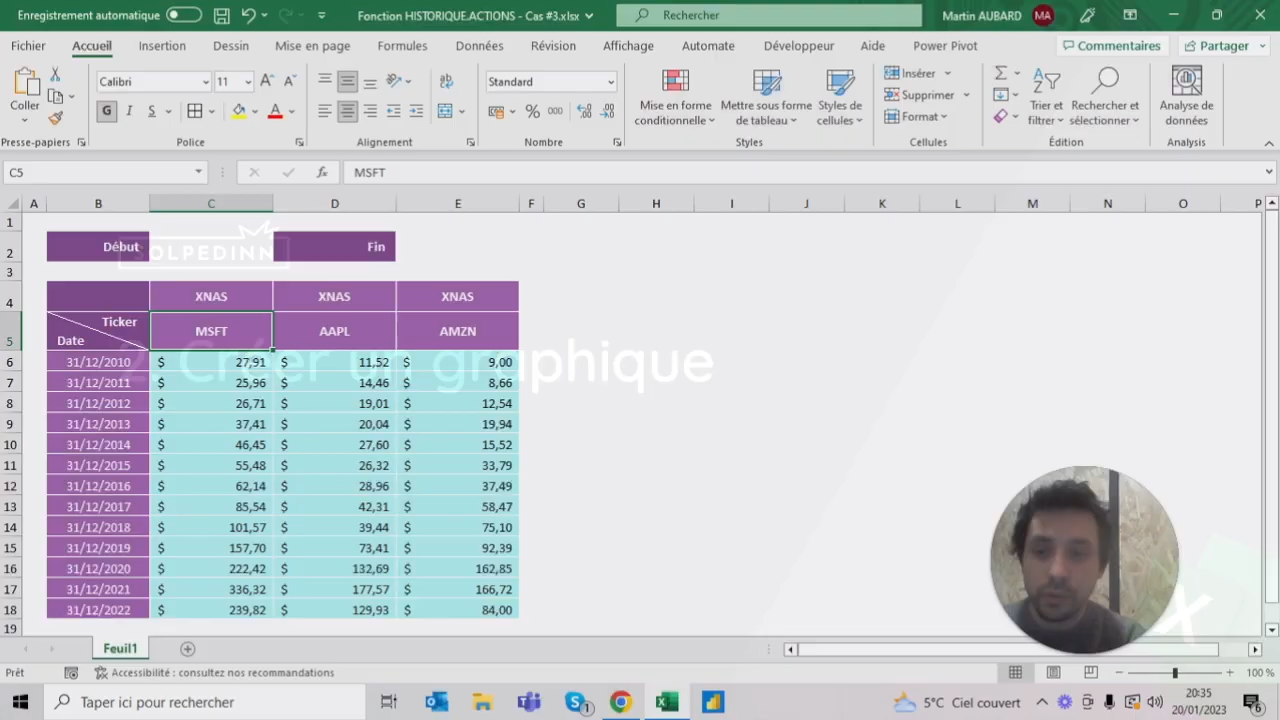 Enregistrement automatique
Fonction HISTORIQUE.ACTIONS - Cas #3.xlsx
Rechercher
Martin AUBARD
MA
Fichier
Accueil
Insertion
Dessin
Mise en page
Formules
Données
Révision
Affichage
Automate
Développeur
Aide
Power Pivot
Commentaires
Partager
Coller
Calibri
11
G
I
S
Standard
%
000
Mise en forme
conditionnelle
Mettre sous forme
de tableau
Styles de
cellules
Insérer
Supprimer
Format
Trier et
filtrer
Rechercher et
sélectionner
Analyse de
données
Presse-papiers
Police
Alignement
Nombre
Styles
Cellules
Édition
Analysis
C5
fx
MSFT
A B C D E F G H I J K L M N O P
1
2 Début Fin
SOLPEDINN
3
4 XNAS XNAS XNAS
5 Ticker
Date
MSFT AAPL AMZN
2. Créer un graphique
6 31/12/2010 $ 27,91 $ 11,52 $ 9,00
7 31/12/2011 $ 25,96 $ 14,46 $ 8,66
8 31/12/2012 $ 26,71 $ 19,01 $ 12,54
9 31/12/2013 $ 37,41 $ 20,04 $ 19,94
10 31/12/2014 $ 46,45 $ 27,60 $ 15,52
11 31/12/2015 $ 55,48 $ 26,32 $ 33,79
12 31/12/2016 $ 62,14 $ 28,96 $ 37,49
13 31/12/2017 $ 85,54 $ 42,31 $ 58,47
14 31/12/2018 $ 101,57 $ 39,44 $ 75,10
15 31/12/2019 $ 157,70 $ 73,41 $ 92,39
16 31/12/2020 $ 222,42 $ 132,69 $ 162,85
17 31/12/2021 $ 336,32 $ 177,57 $ 166,72
18 31/12/2022 $ 239,82 $ 129,93 $ 84,00
19
Feuil1
Prêt
Accessibilité : consultez nos recommandations
100 %
Taper ici pour rechercher
5°C Ciel couvert
20:35
20/01/2023
6